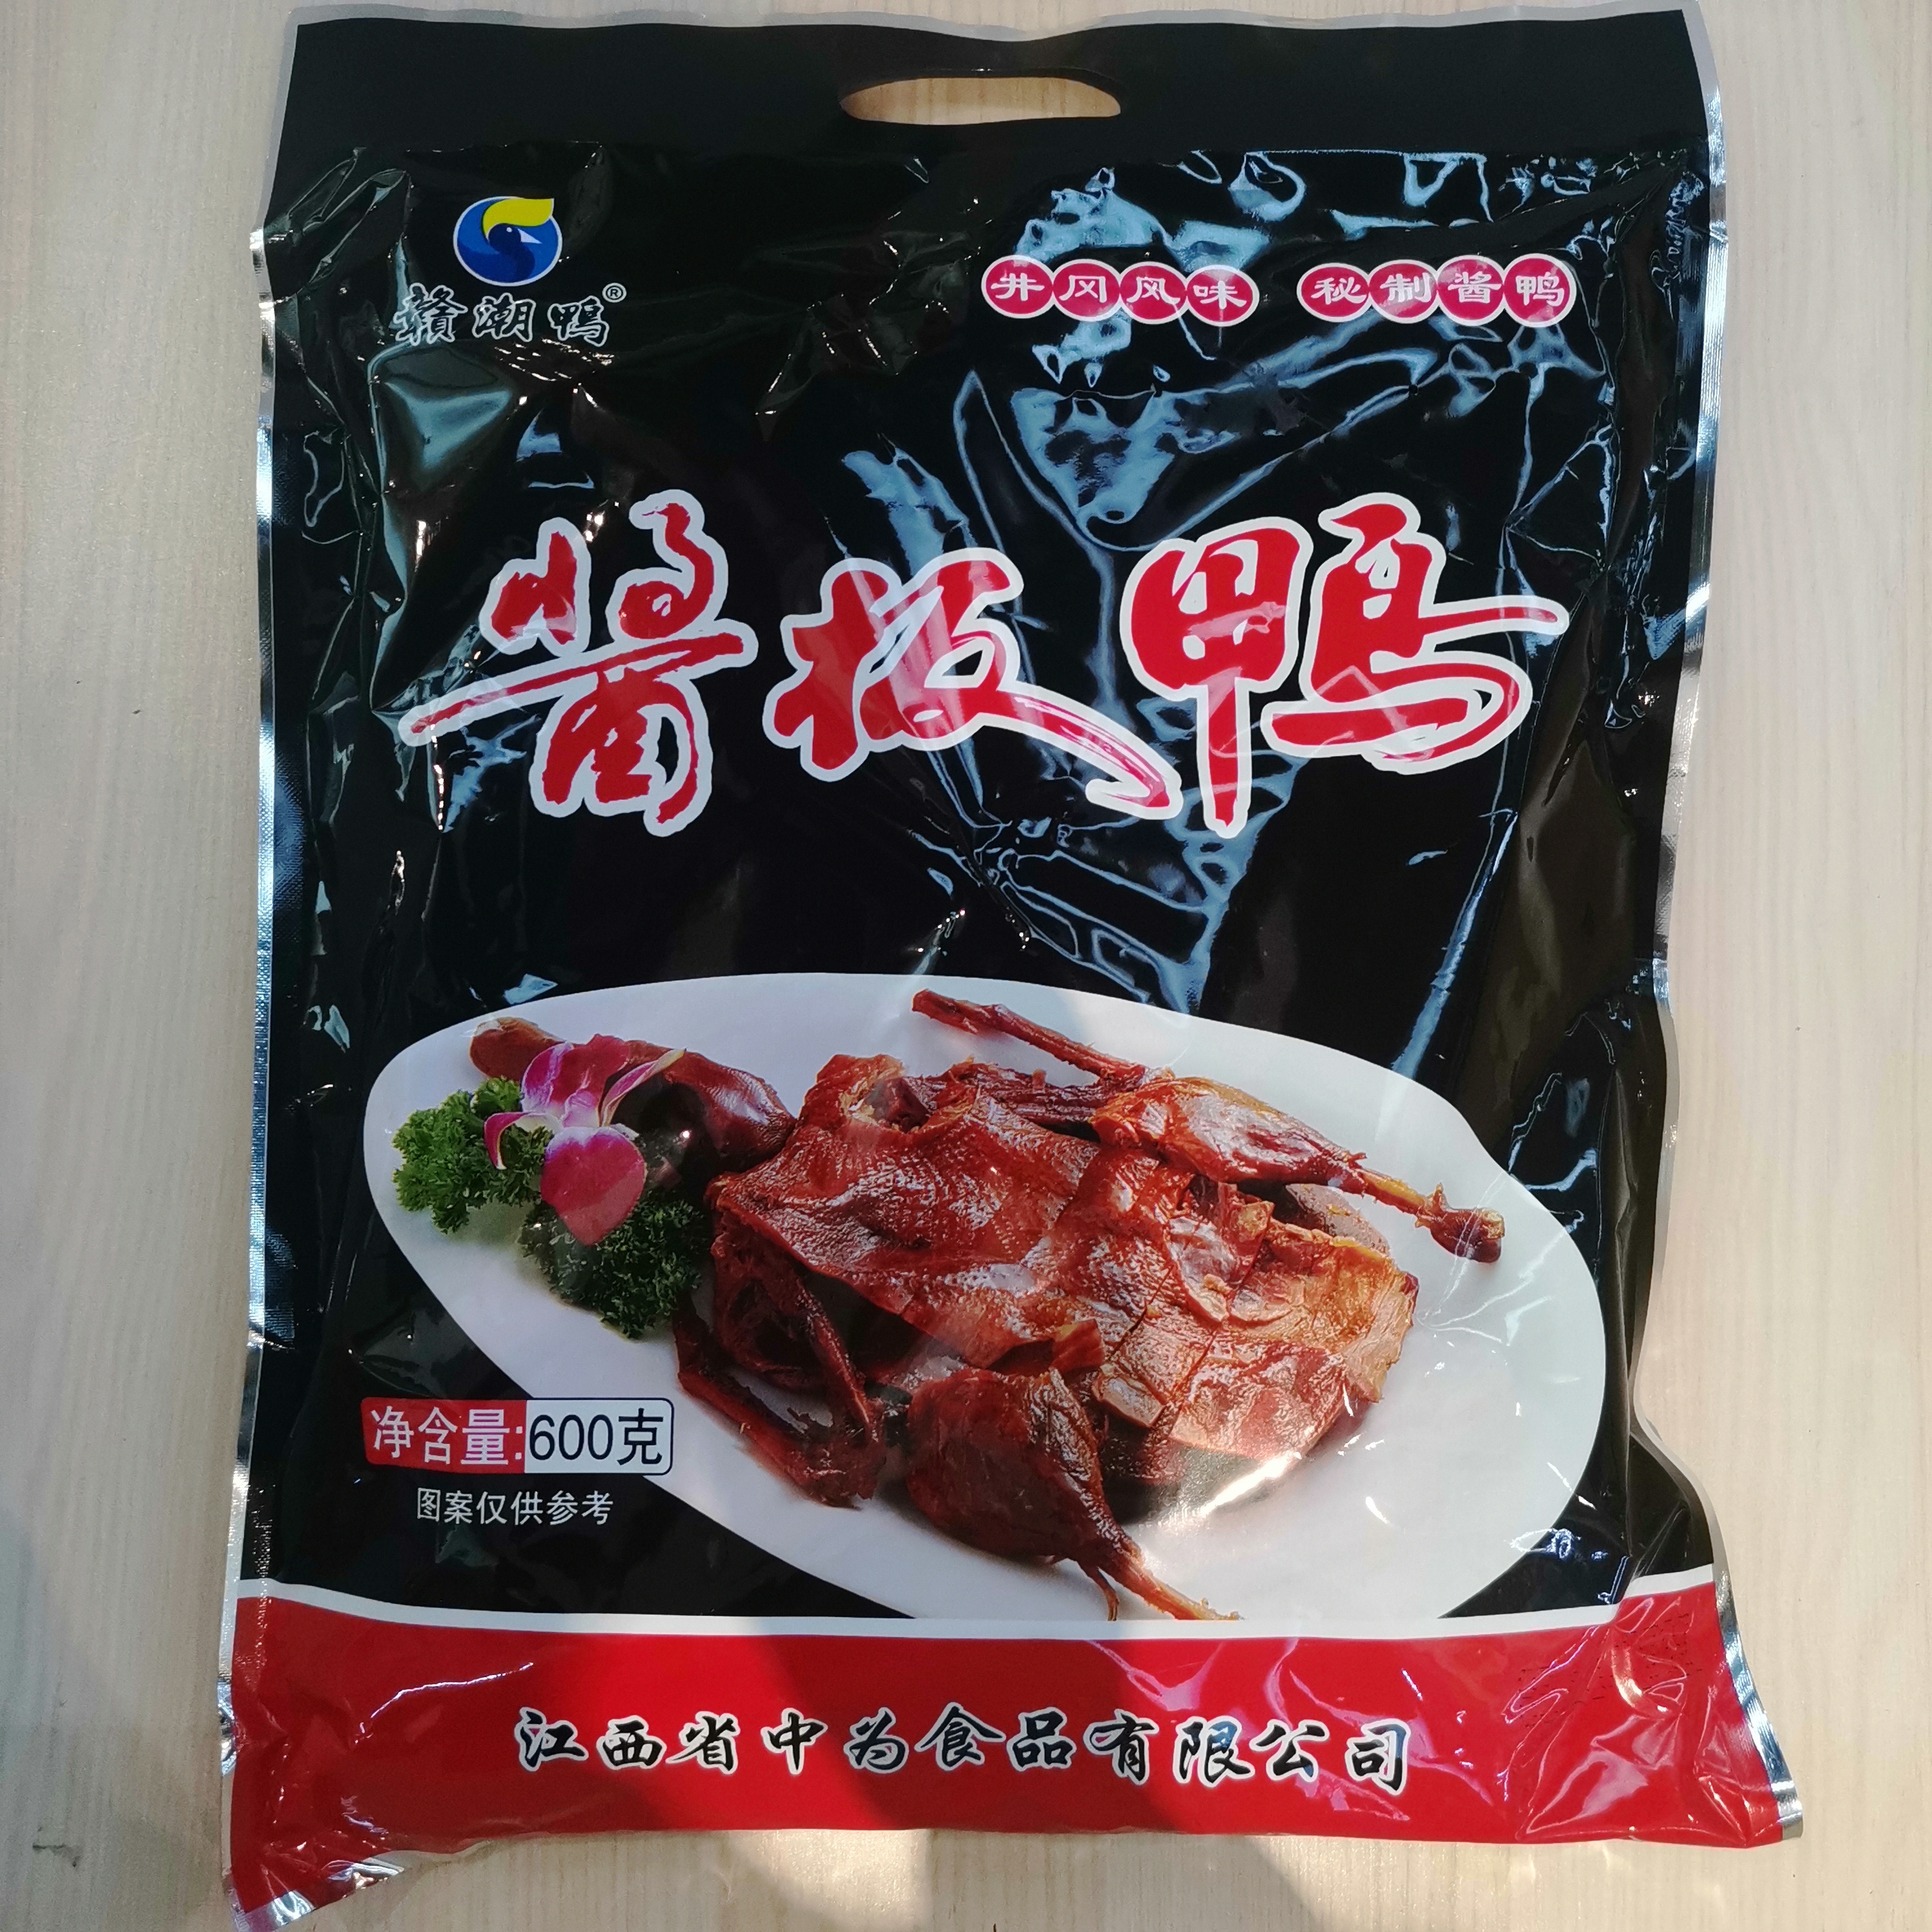 赣潮鸭®
井冈风味 秘制酱鸭
酱板鸭
净含量:600克
图案仅供参考
江西省中为食品有限公司